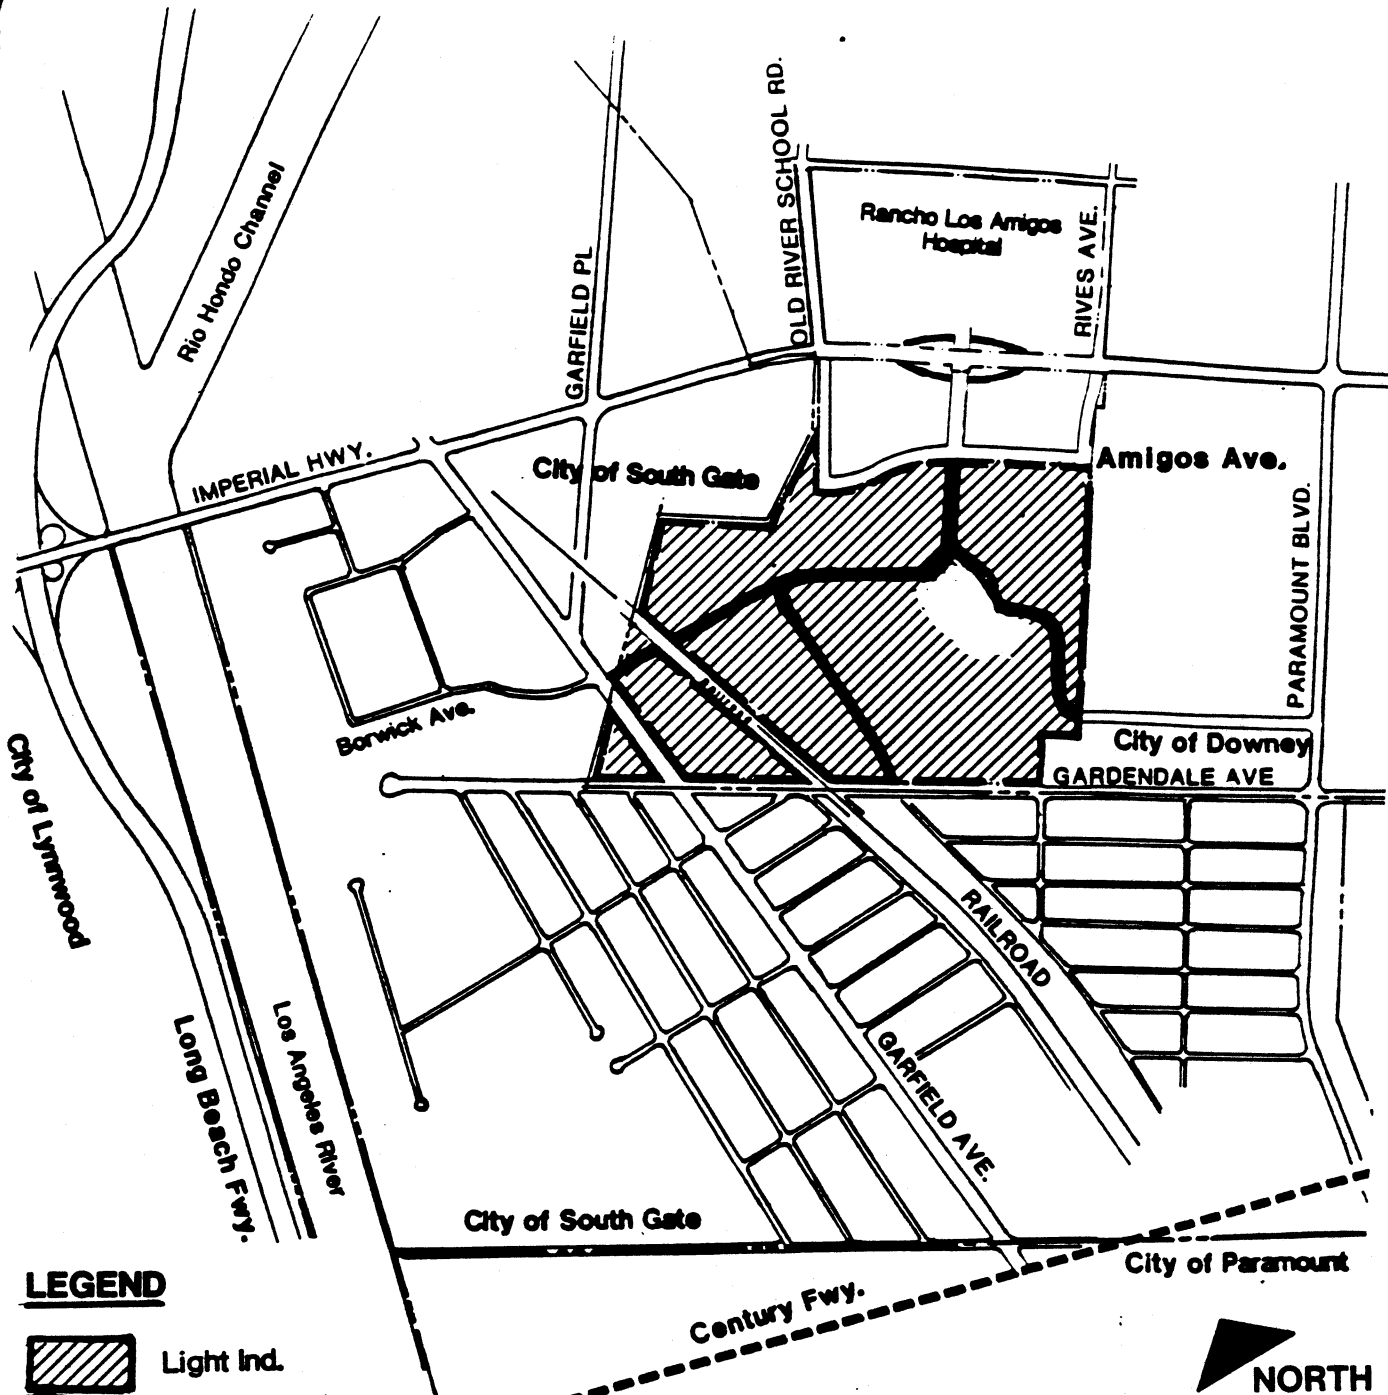 OLD RIVER SCHOOL RD.
Rancho Los Amigos
Hospital
RIVES AVE.
Rio Hondo Channel
GARFIELD PL
IMPERIAL HWY.
City of South Gate
Amigos Ave.
PARAMOUNT BLVD.
Borwick Ave.
City of Downey
GARDENDALE AVE
City of Lynnwood
RAILROAD
Long Beach Fwy.
Los Angeles River
GARFIELD AVE.
City of South Gate
City of Paramount
Century Fwy.
LEGEND
Light Ind.
NORTH